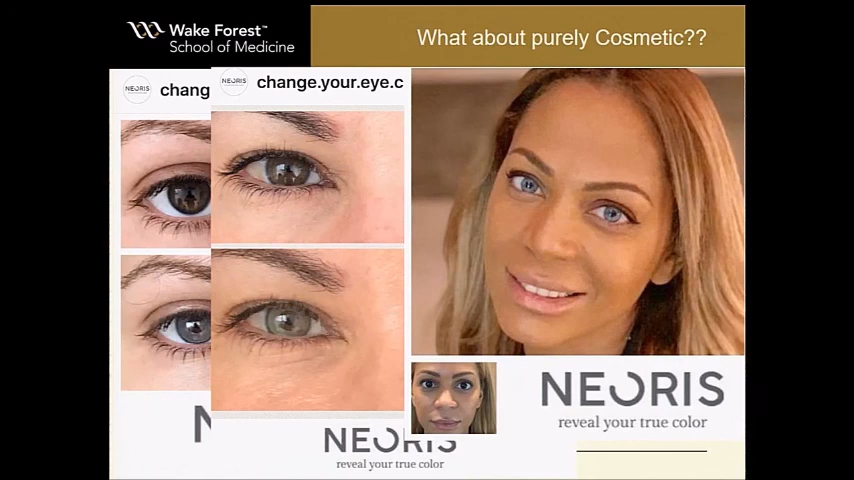 Wake Forest™
School of Medicine
What about purely Cosmetic??
NEORIS
chang
NEORIS
change.your.eye.c
N
NEORIS
reveal your true color
NEORIS
reveal your true color